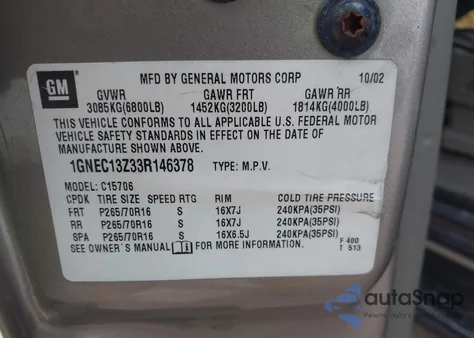 GM
MFD BY GENERAL MOTORS CORP 10/02
GVWR GAWR FRT GAWR RR
3085KG(6800LB) 1452KG(3200LB) 1814KG(4000LB)
THIS VEHICLE CONFORMS TO ALL APPLICABLE U.S. FEDERAL MOTOR
VEHICLE SAFETY STANDARDS IN EFFECT ON THE DATE OF
MANUFACTURE SHOWN ABOVE.
1GNEC13Z33R146378 TYPE: M.P.V.
MODEL: C15706
CPDK TIRE SIZE SPEED RTG RIM COLD TIRE PRESSURE
FRT P265/70R16 S 16X7J 240KPA(35PSI)
RR P265/70R16 S 16X7J 240KPA(35PSI)
SPA P265/70R16 S 16X6.5J 240KPA(35PSI)
SEE OWNER'S MANUAL FOR MORE INFORMATION.
F 400
T 513
autoSnap